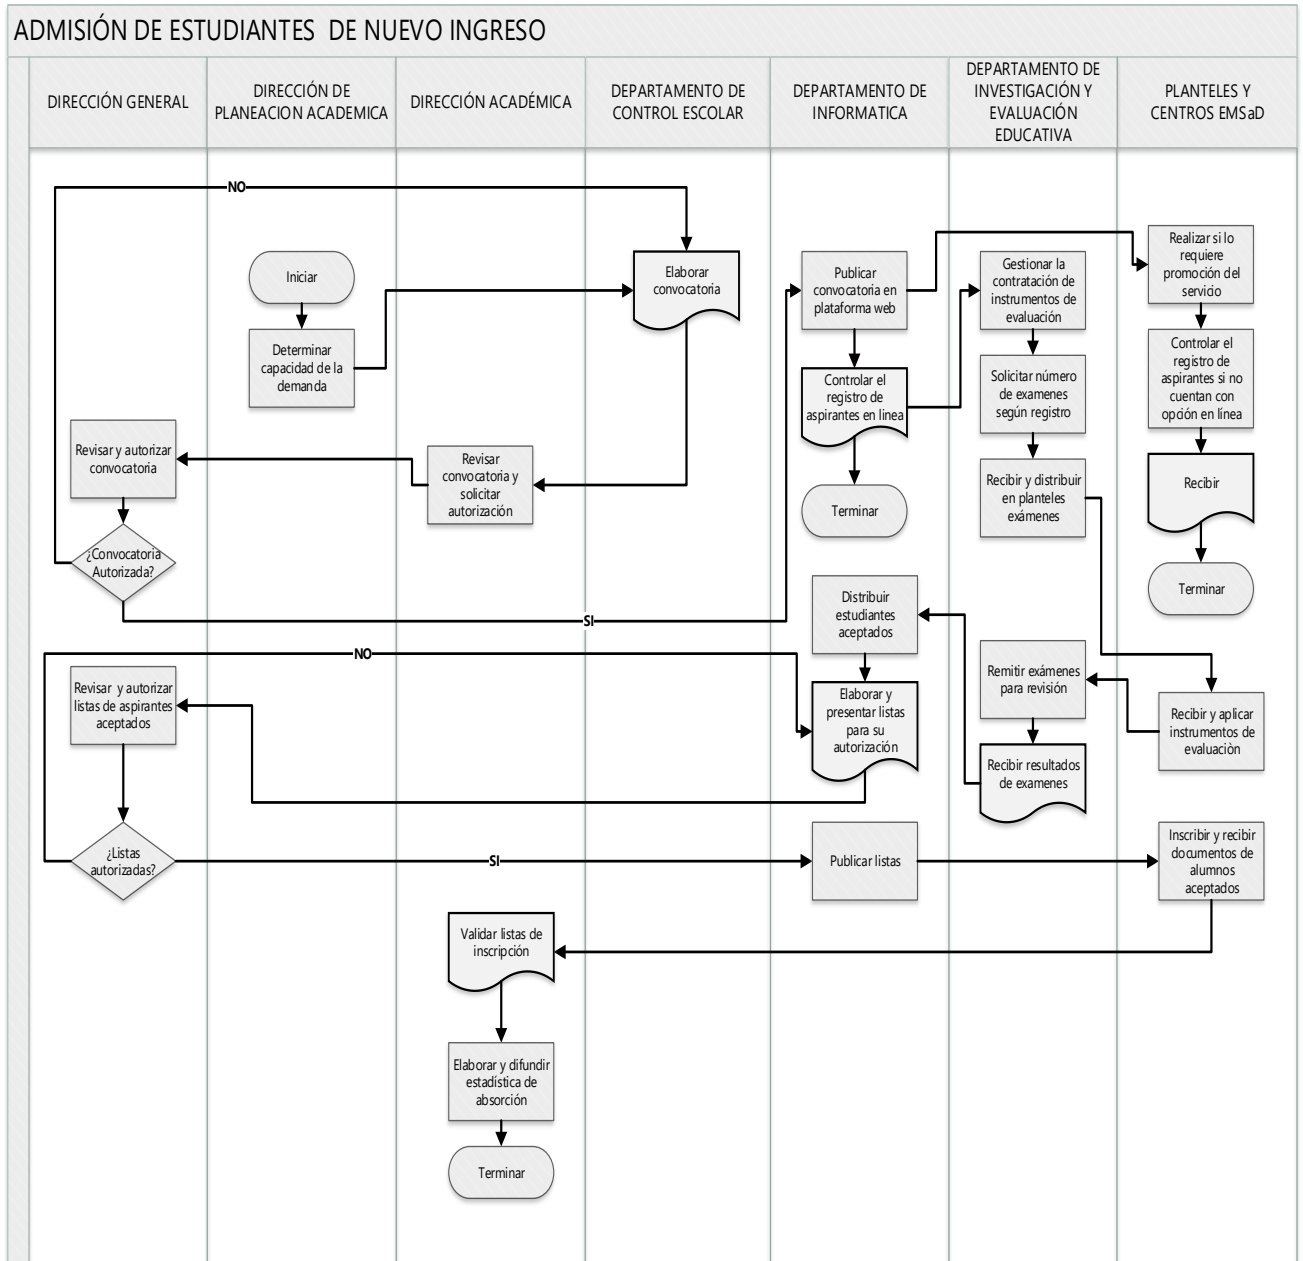 ADMISIÓN DE ESTUDIANTES DE NUEVO INGRESO
DIRECCIÓN GENERAL
DIRECCIÓN DE
PLANEACION ACADEMICA
DIRECCIÓN ACADÉMICA
DEPARTAMENTO DE
CONTROL ESCOLAR
DEPARTAMENTO DE
INFORMATICA
DEPARTAMENTO DE
INVESTIGACIÓN Y
EVALUACIÓN
EDUCATIVA
PLANTELES Y
CENTROS EMSaD
NO
Iniciar
Determinar
capacidad de la
demanda
Elaborar
convocatoria
Revisar
convocatoria y
solicitar
autorización
Revisar y autorizar
convocatoria
¿Convocatoria
Autorizada?
SI
Publicar
convocatoria en
plataforma web
Controlar el
registro de
aspirantes en línea
Terminar
Gestionar la
contratación de
instrumentos de
evaluación
Solicitar número
de examenes
según registro
Recibir y distribuir
en planteles
exámenes
Realizar si lo
requiere
promoción del
servicio
Controlar el
registro de
aspirantes si no
cuentan con
opción en línea
Recibir
Terminar
Recibir y aplicar
instrumentos de
evaluaciòn
Remitir exámenes
para revisión
Recibir resultados
de examenes
Distribuir
estudiantes
aceptados
Elaborar y
presentar listas
para su
autorización
NO
Revisar y autorizar
listas de aspirantes
aceptados
¿Listas
autorizadas?
SI
Publicar listas
Inscribir y recibir
documentos de
alumnos
aceptados
Validar listas de
inscripción
Elaborar y difundir
estadística de
absorción
Terminar